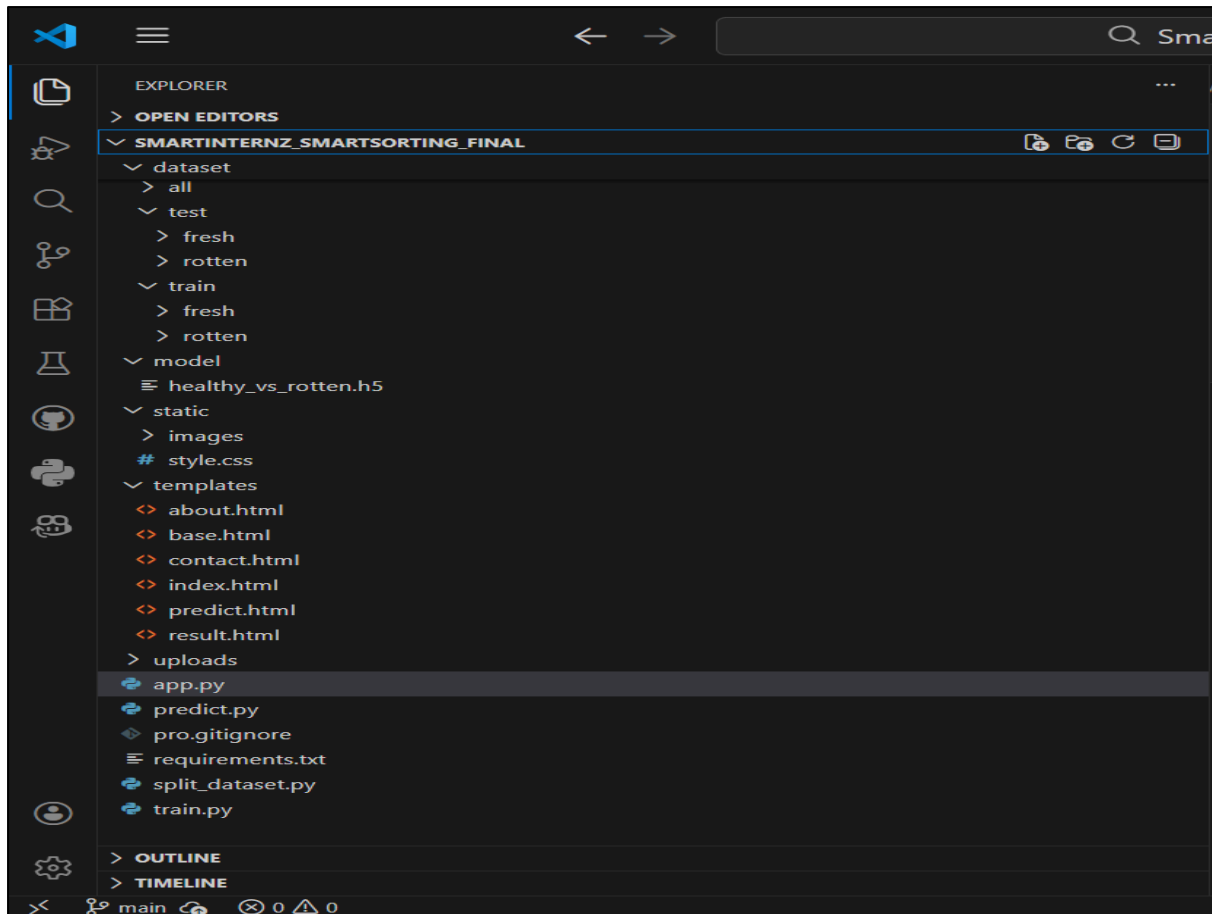 Sma
EXPLORER
OPEN EDITORS
SMARTINTERNZ_SMARTSORTING_FINAL
dataset
all
test
fresh
rotten
train
fresh
rotten
model
healthy_vs_rotten.h5
static
images
# style.css
templates
<> about.html
<> base.html
<> contact.html
<> index.html
<> predict.html
<> result.html
uploads
app.py
predict.py
pro.gitignore
requirements.txt
split_dataset.py
train.py
OUTLINE
TIMELINE
main 0 0